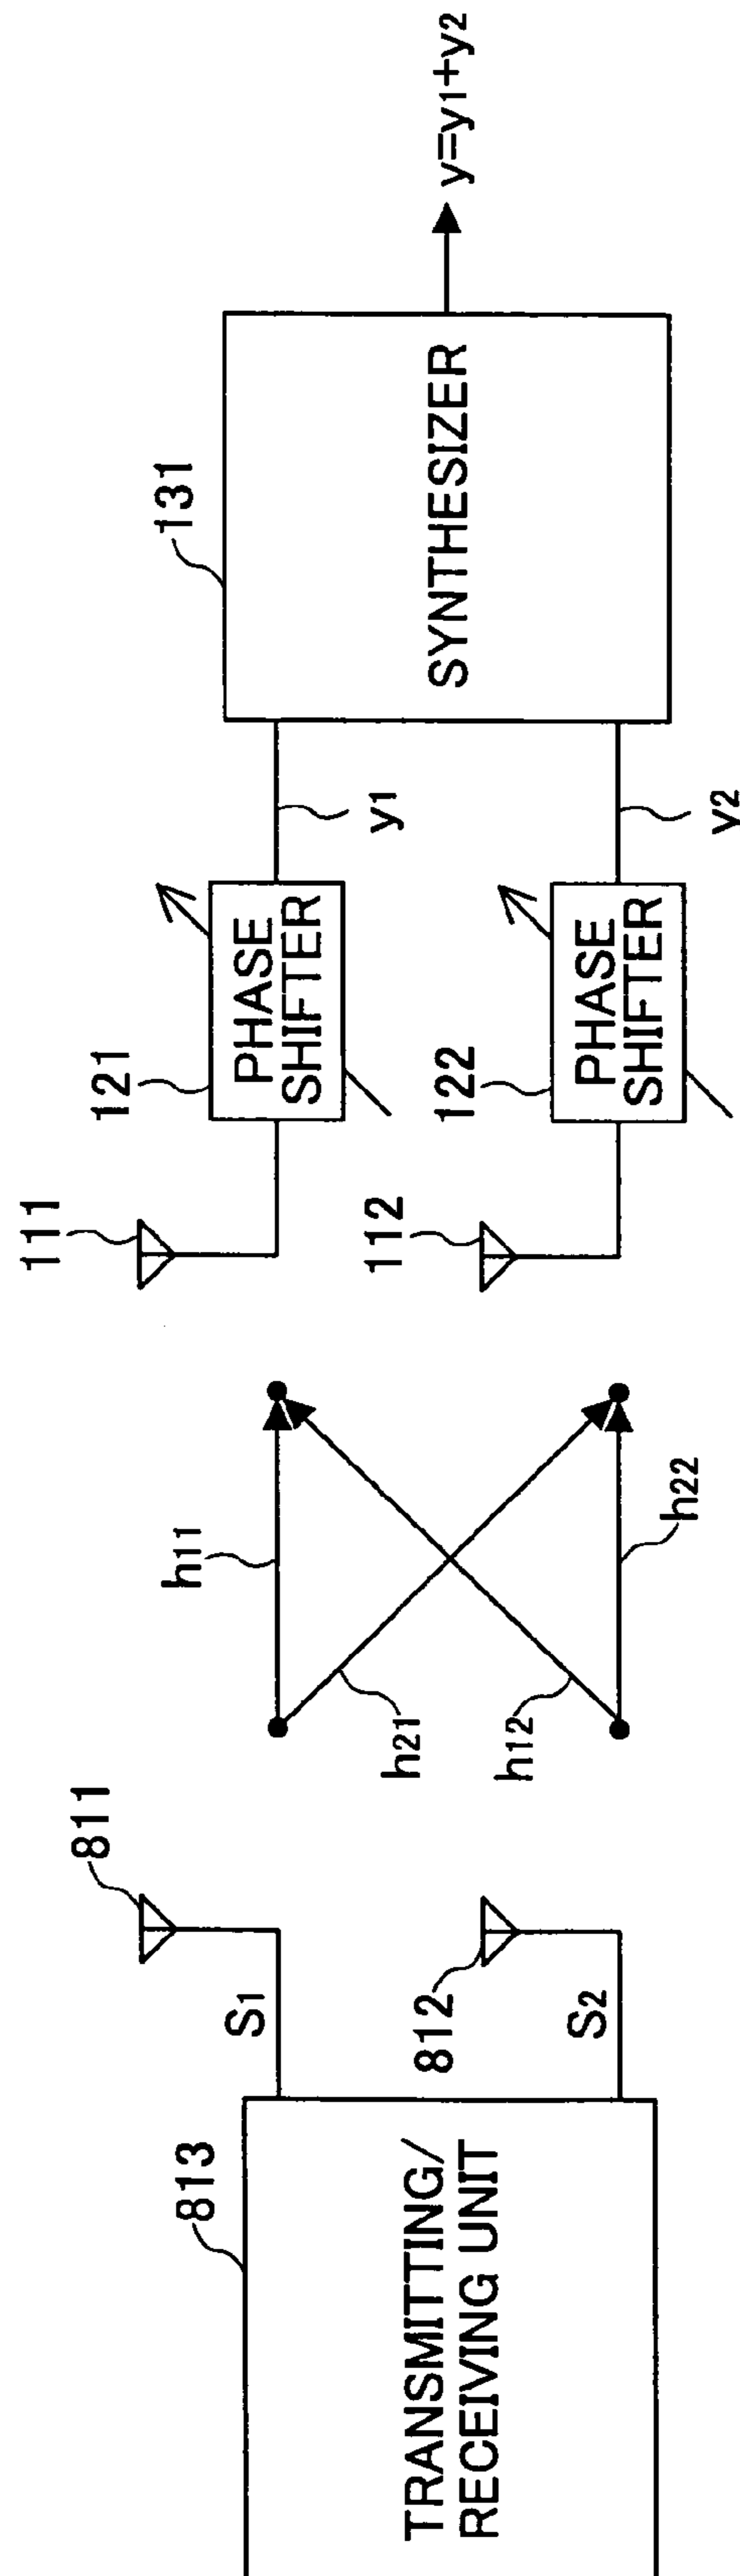 813
TRANSMITTING/
RECEIVING UNIT
S1
S2
811
812
h11
h21
h12
h22
111
112
121
PHASE
SHIFTER
122
PHASE
SHIFTER
y1
y2
131
SYNTHESIZER
y=y1+y2